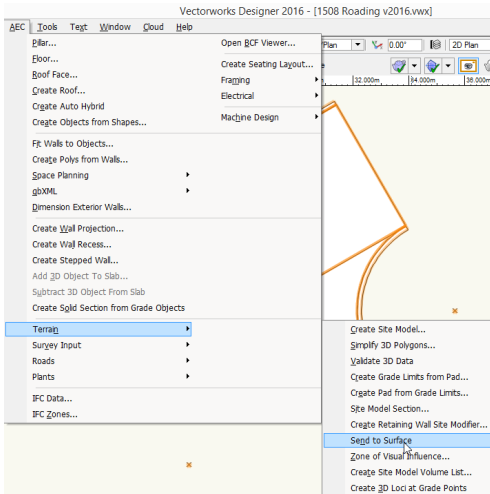 Vectorworks Designer 2016 - [1508 Roading v2016.vwx]
AEC Tools Text Window Cloud Help
Plan 0.00° 2D Plan
32.000m 34.000m 36.000m
Pillar...
Floor...
Roof Face...
Create Roof...
Create Auto Hybrid
Create Objects from Shapes...
Fit Walls to Objects...
Create Polys from Walls...
Space Planning
gbXML
Dimension Exterior Walls...
Create Wall Projection...
Create Wall Recess...
Create Stepped Wall...
Add 3D Object To Slab...
Subtract 3D Object From Slab
Create Solid Section from Grade Objects
Terrain
Survey Input
Roads
Plants
IFC Data...
IFC Zones...
Open BCF Viewer...
Create Seating Layout...
Framing
Electrical
Machine Design
Create Site Model...
Simplify 3D Polygons...
Validate 3D Data
Create Grade Limits from Pad...
Create Pad from Grade Limits...
Site Model Section...
Create Retaining Wall Site Modifier...
Send to Surface
Zone of Visual Influence...
Create Site Model Volume List...
Create 3D Loci at Grade Points